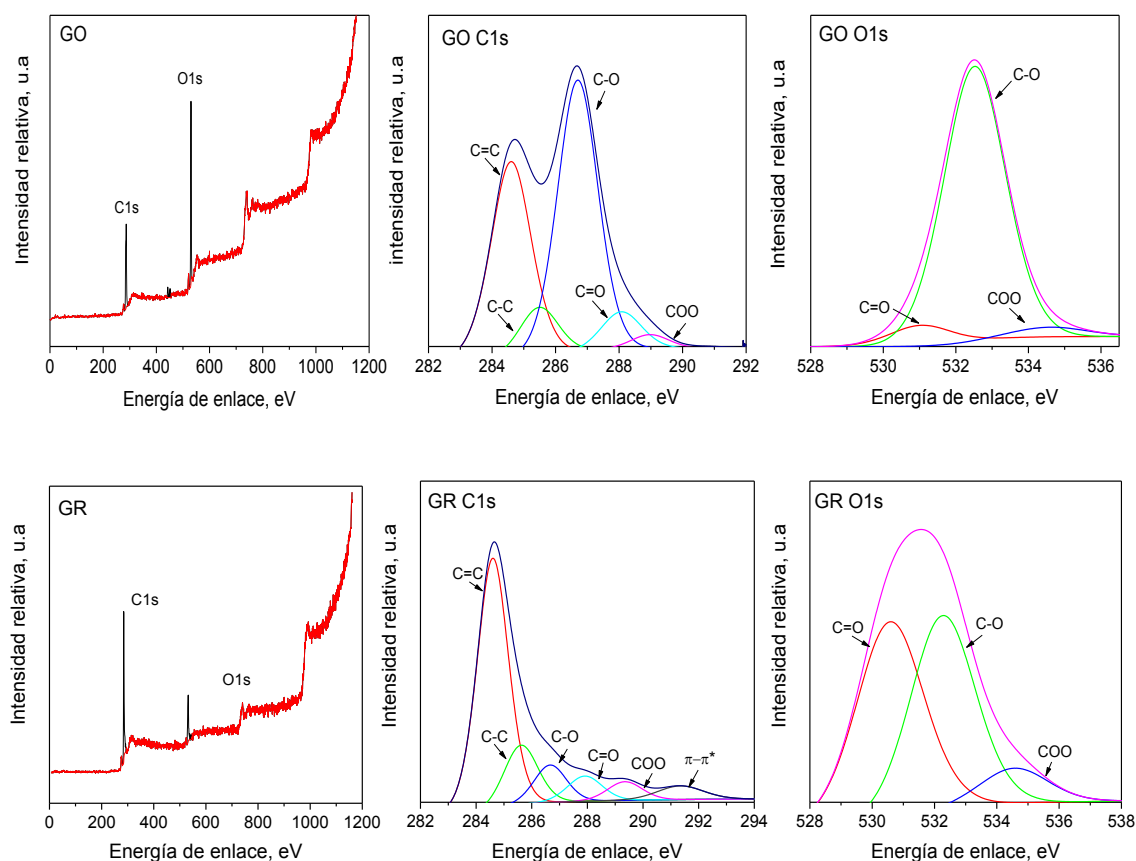 GO
O1s
C1s
Intensidad relativa, u.a
0 200 400 600 800 1000 1200
Energía de enlace, eV
GO C1s
C-O
C=C
C-C
C=O
COO
intensidad relativa, u.a
282 284 286 288 290 292
Energía de enlace, eV
GO O1s
C-O
C=O
COO
Intensidad relativa, u.a
528 530 532 534 536
Energía de enlace, eV
GR
C1s
O1s
Intensidad relativa, u.a
0 200 400 600 800 1000 1200
Energía de enlace, eV
GR C1s
C=C
C-C
C-O
C=O
COO
π−π*
Intensidad relativa, u.a
282 284 286 288 290 292 294
Energía de enlace, eV
GR O1s
C=O
C-O
COO
Intensidad relativa, u.a
528 530 532 534 536 538
Energía de enlace, eV